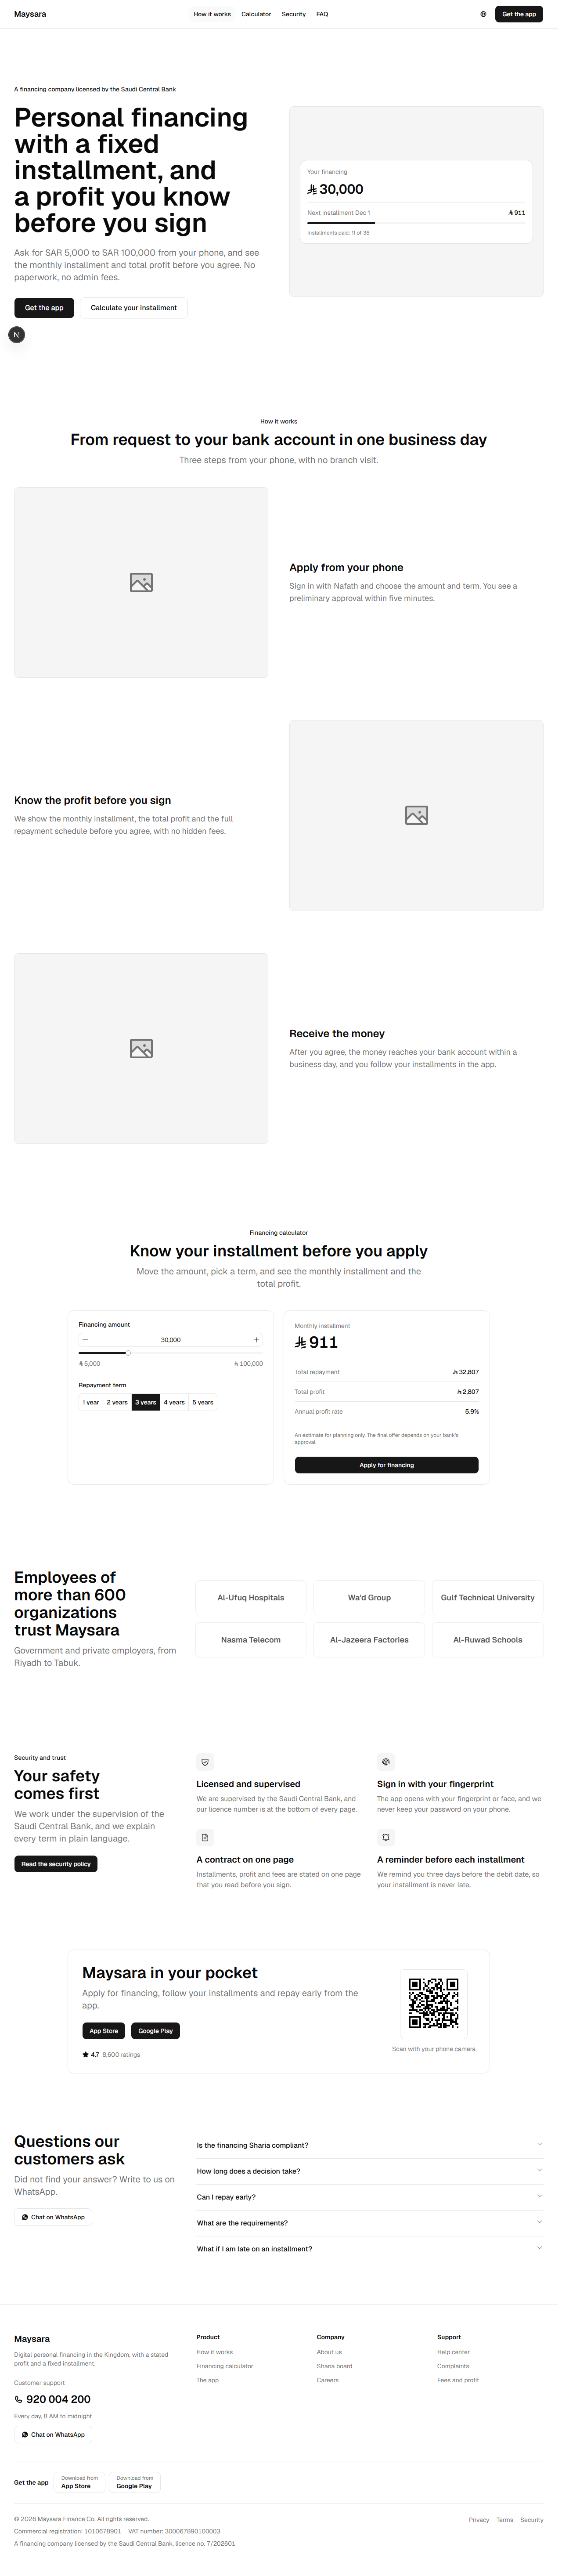 Maysara
How it works
Calculator
Security
FAQ
Get the app
A financing company licensed by the Saudi Central Bank
Personal financing
with a fixed
installment, and
a profit you know
before you sign
Ask for SAR 5,000 to SAR 100,000 from your phone, and see
the monthly installment and total profit before you agree. No
paperwork, no admin fees.
Get the app
Calculate your installment
Your financing
30,000
Next installment Dec 1
911
Installments paid: 11 of 36
N
How it works
From request to your bank account in one business day
Three steps from your phone, with no branch visit.
Apply from your phone
Sign in with Nafath and choose the amount and term. You see a
preliminary approval within five minutes.
Know the profit before you sign
We show the monthly installment, the total profit and the full
repayment schedule before you agree, with no hidden fees.
Receive the money
After you agree, the money reaches your bank account within a
business day, and you follow your installments in the app.
Financing calculator
Know your installment before you apply
Move the amount, pick a term, and see the monthly installment and the
total profit.
Financing amount
30,000
5,000
100,000
Repayment term
1 year
2 years
3 years
4 years
5 years
Monthly installment
911
Total repayment
32,807
Total profit
2,807
Annual profit rate
5.9%
An estimate for planning only. The final offer depends on your bank's
approval.
Apply for financing
Employees of
more than 600
organizations
trust Maysara
Government and private employers, from
Riyadh to Tabuk.
Al-Ufuq Hospitals
Wa'd Group
Gulf Technical University
Nasma Telecom
Al-Jazeera Factories
Al-Ruwad Schools
Security and trust
Your safety
comes first
We work under the supervision of the
Saudi Central Bank, and we explain
every term in plain language.
Read the security policy
Licensed and supervised
We are supervised by the Saudi Central Bank, and
our licence number is at the bottom of every page.
Sign in with your fingerprint
The app opens with your fingerprint or face, and we
never keep your password on your phone.
A contract on one page
Installments, profit and fees are stated on one page
that you read before you sign.
A reminder before each installment
We remind you three days before the debit date, so
your installment is never late.
Maysara in your pocket
Apply for financing, follow your installments and repay early from the
app.
App Store
Google Play
4.7 8,600 ratings
Scan with your phone camera
Questions our
customers ask
Did not find your answer? Write to us on
WhatsApp.
Chat on WhatsApp
Is the financing Sharia compliant?
How long does a decision take?
Can I repay early?
What are the requirements?
What if I am late on an installment?
Maysara
Digital personal financing in the Kingdom, with a stated
profit and a fixed installment.
Customer support
920 004 200
Every day, 8 AM to midnight
Chat on WhatsApp
Product
How it works
Financing calculator
The app
Company
About us
Sharia board
Careers
Support
Help center
Complaints
Fees and profit
Get the app
Download from
App Store
Download from
Google Play
© 2026 Maysara Finance Co. All rights reserved.
Privacy
Terms
Security
Commercial registration: 1010678901 VAT number: 300067890100003
A financing company licensed by the Saudi Central Bank, licence no. 7/202601